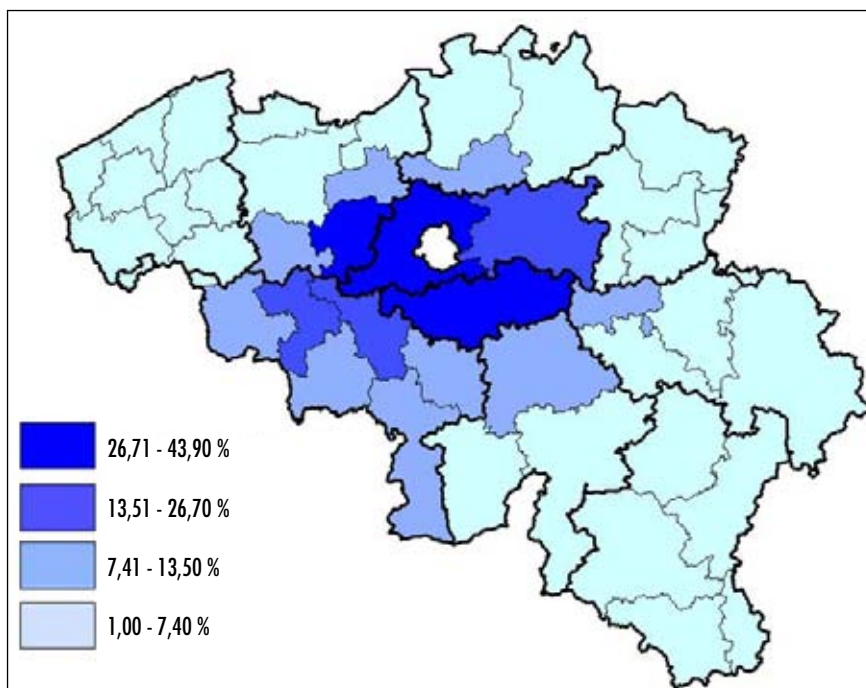 26,71 - 43,90 %
13,51 - 26,70 %
7,41 - 13,50 %
1,00 - 7,40 %